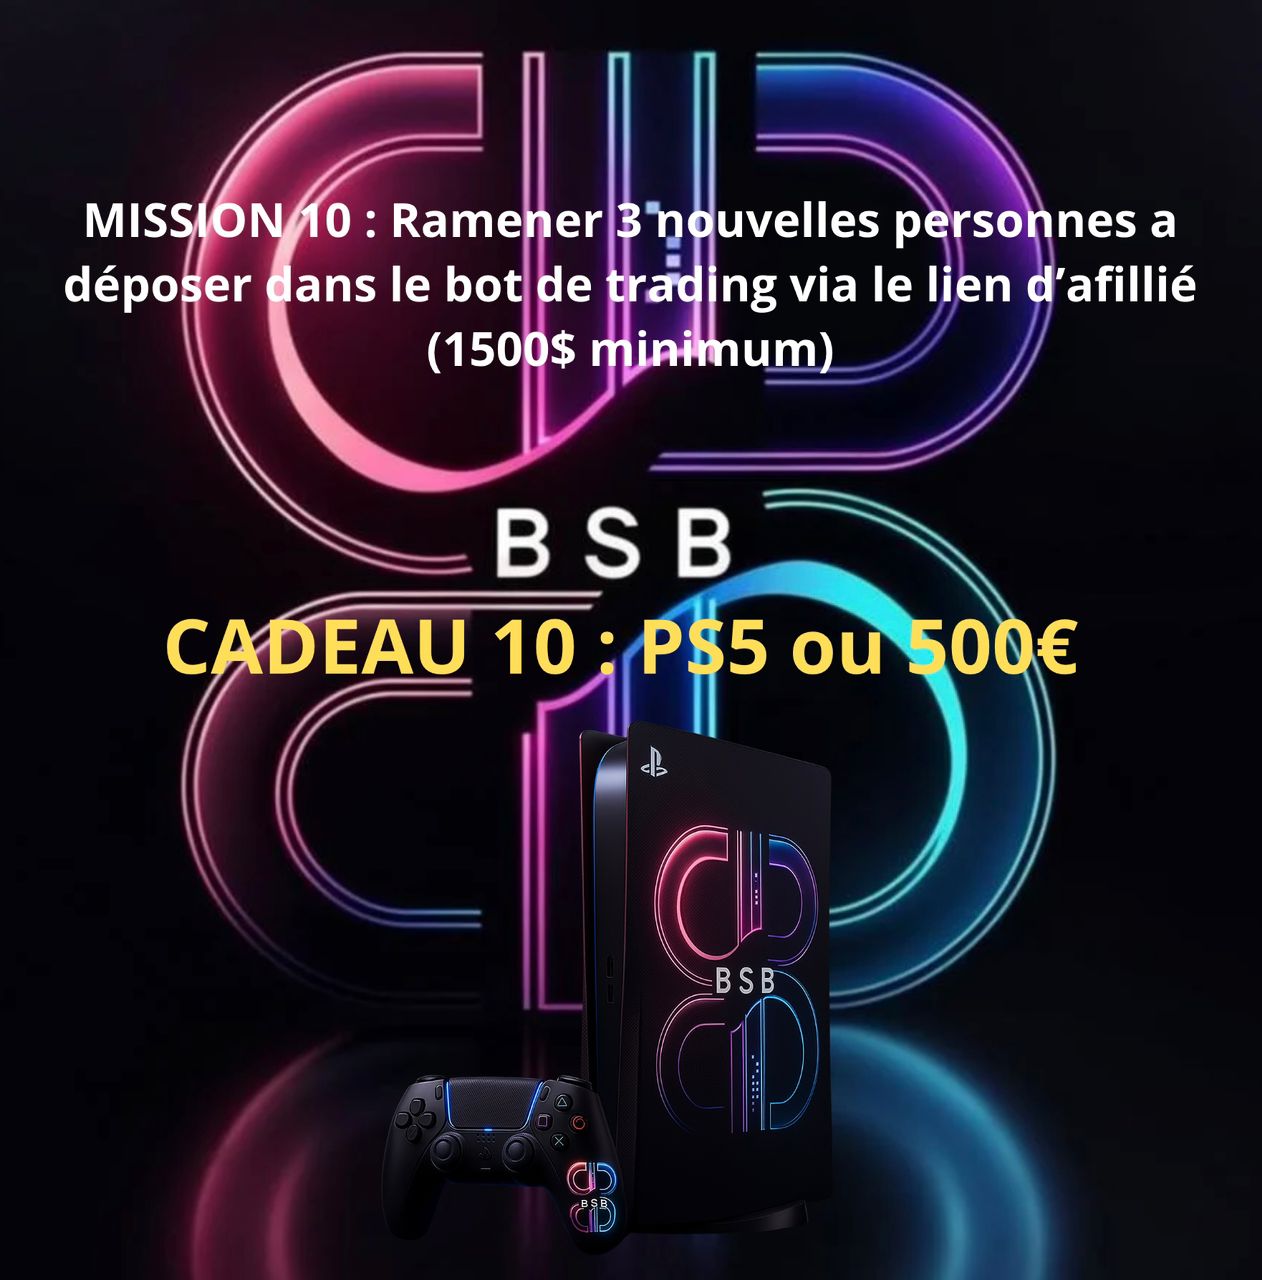 MISSION 10 : Ramener 3 nouvelles personnes a
déposer dans le bot de trading via le lien d’afillié
(1500$ minimum)
BSB
CADEAU 10 : PS5 ou 500€
BSB
BSB